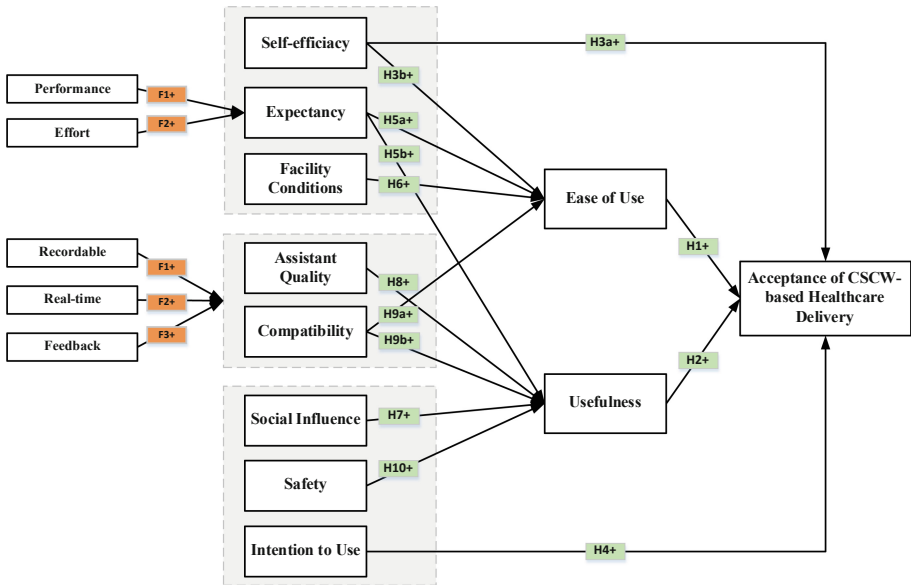 Self-efficiacy
H3a+
H3b+
Performance
F1+
Expectancy
H5a+
Effort
F2+
H5b+
Facility
Conditions
H6+
Ease of Use
Recordable
F1+
Assistant
Quality
H8+
H1+
Real-time
F2+
Acceptance of CSCW-
based Healthcare
Delivery
Feedback
F3+
Compatibility
H9a+
H9b+
H2+
Social Influence
H7+
Usefulness
Safety
H10+
Intention to Use
H4+